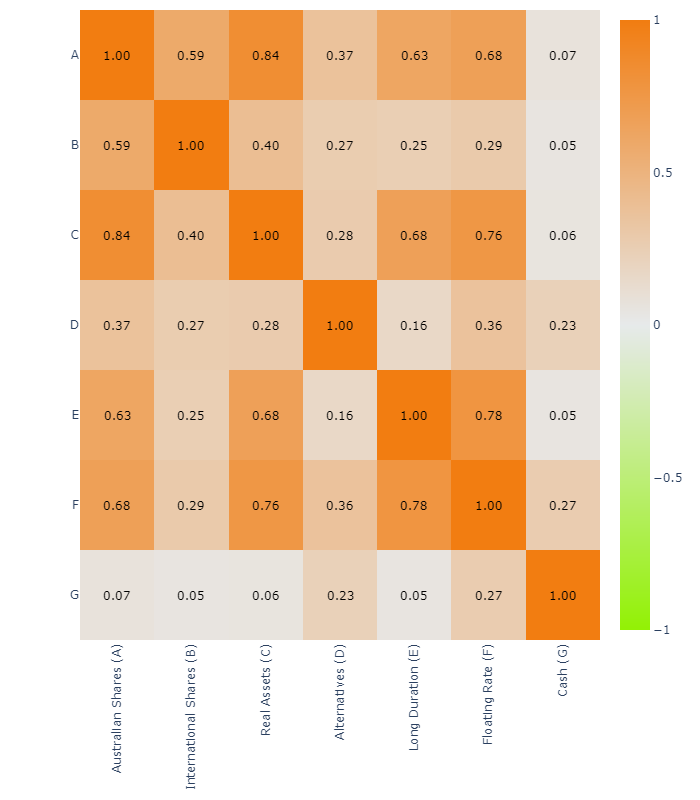 A 1.00 0.59 0.84 0.37 0.63 0.68 0.07
B 0.59 1.00 0.40 0.27 0.25 0.29 0.05
C 0.84 0.40 1.00 0.28 0.68 0.76 0.06
D 0.37 0.27 0.28 1.00 0.16 0.36 0.23
E 0.63 0.25 0.68 0.16 1.00 0.78 0.05
F 0.68 0.29 0.76 0.36 0.78 1.00 0.27
G 0.07 0.05 0.06 0.23 0.05 0.27 1.00
Australian Shares (A)
International Shares (B)
Real Assets (C)
Alternatives (D)
Long Duration (E)
Floating Rate (F)
Cash (G)
1
0.5
0
−0.5
−1